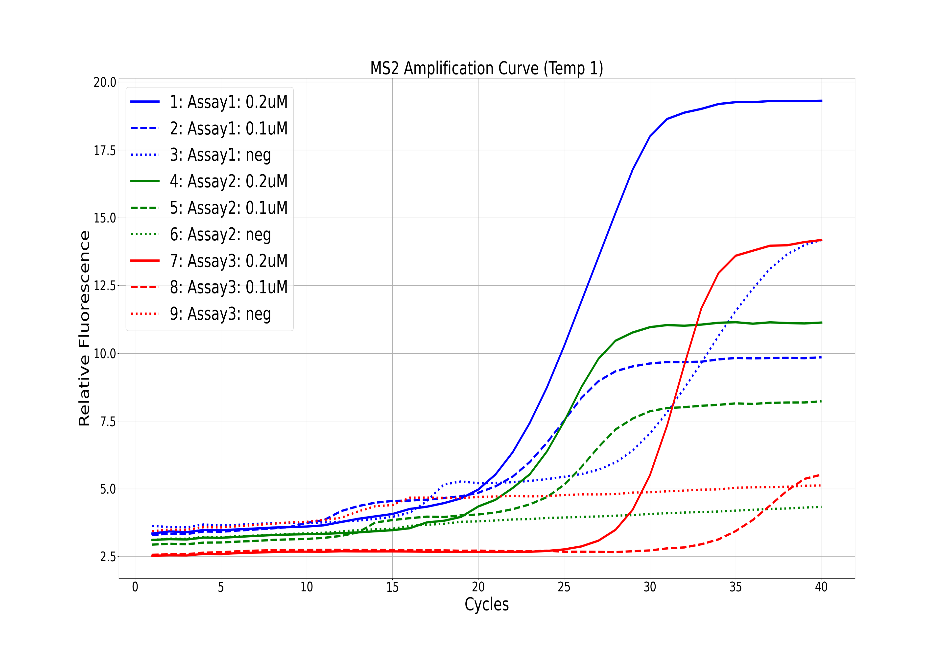 MS2 Amplification Curve (Temp 1)
20.0
17.5
15.0
12.5
10.0
7.5
5.0
2.5
Relative Fluorescence
1: Assay1: 0.2uM
2: Assay1: 0.1uM
3: Assay1: neg
4: Assay2: 0.2uM
5: Assay2: 0.1uM
6: Assay2: neg
7: Assay3: 0.2uM
8: Assay3: 0.1uM
9: Assay3: neg
0 5 10 15 20 25 30 35 40
Cycles